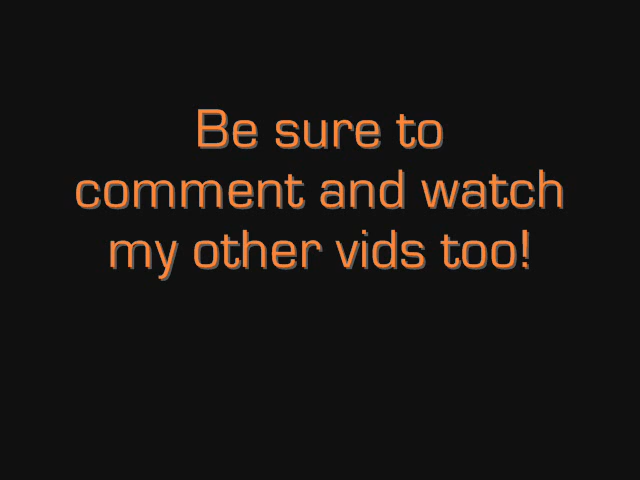 Be sure to
comment and watch
my other vids too!